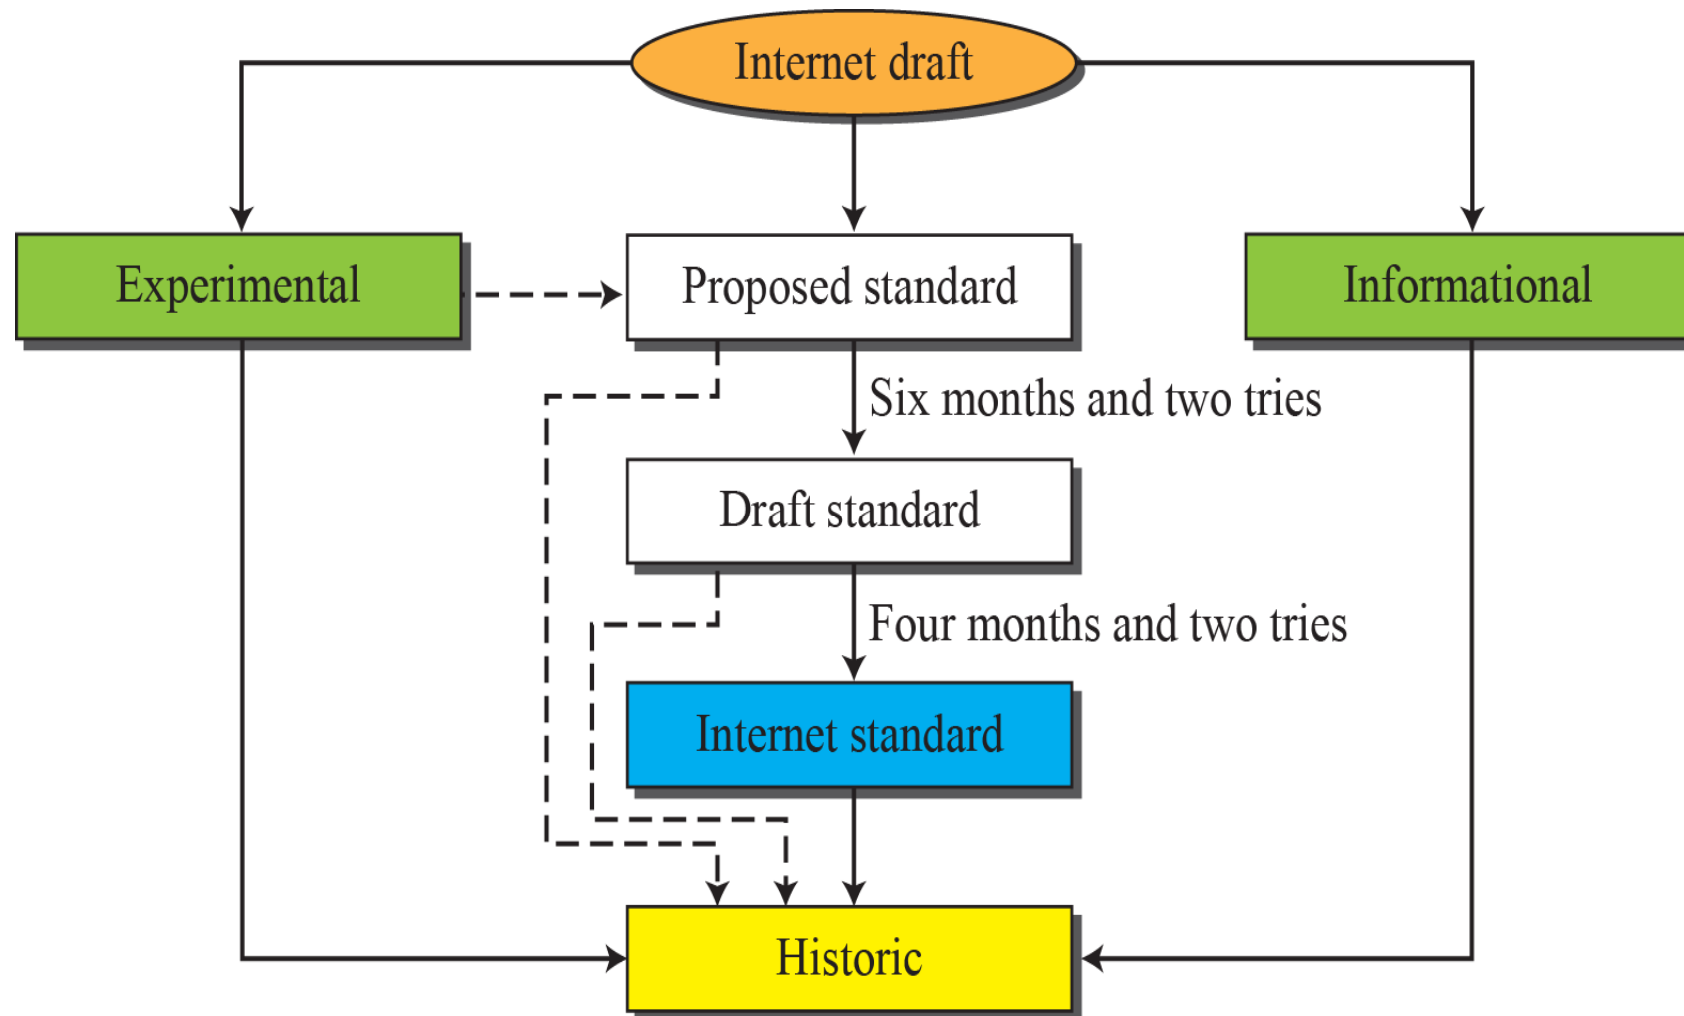 Internet draft
Experimental
Proposed standard
Informational
Six months and two tries
Draft standard
Four months and two tries
Internet standard
Historic